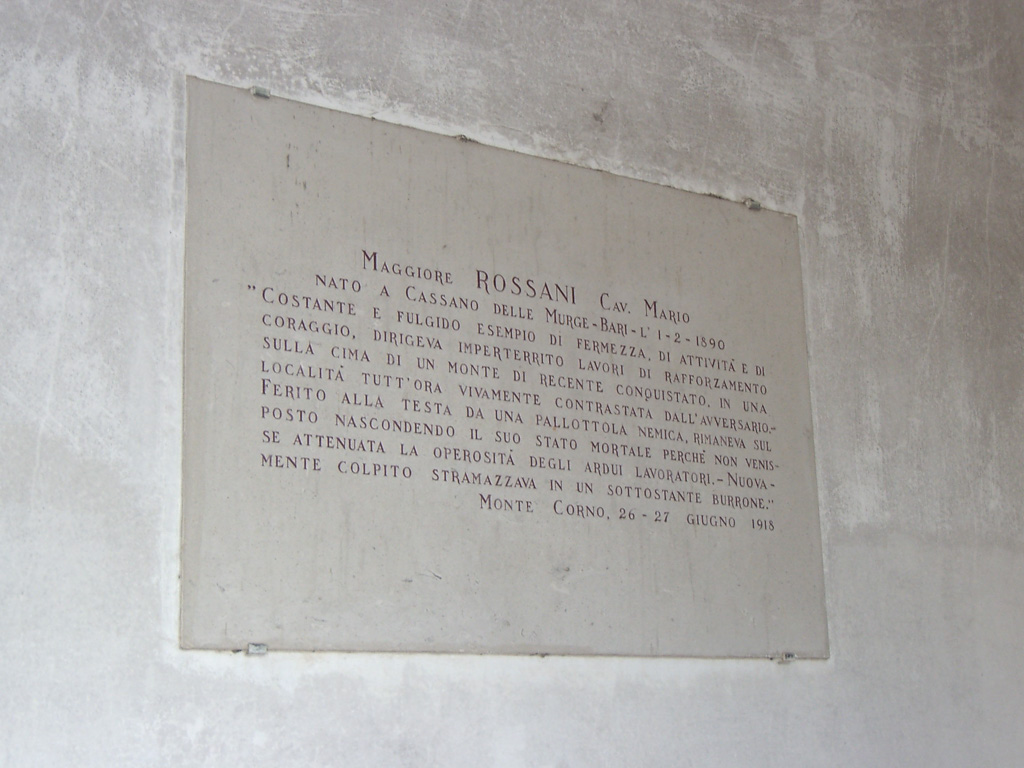 Maggiore ROSSANI Cav. Mario
nato a Cassano delle Murge-Bari-l' 1-2-1890
"Costante e fulgido esempio di fermezza, di attività e di
coraggio, dirigeva imperterrito lavori di rafforzamento
sulla cima di un monte di recente conquistato, in una
località tutt'ora vivamente contrastata dall'avversario.-
Ferito alla testa da una pallottola nemica, rimaneva sul
posto nascondendo il suo stato mortale perchè non venis-
se attenuata la operosità degli ardui lavoratori.- Nuova-
mente colpito stramazzava in un sottostante burrone."
Monte Corno, 26-27 giugno 1918